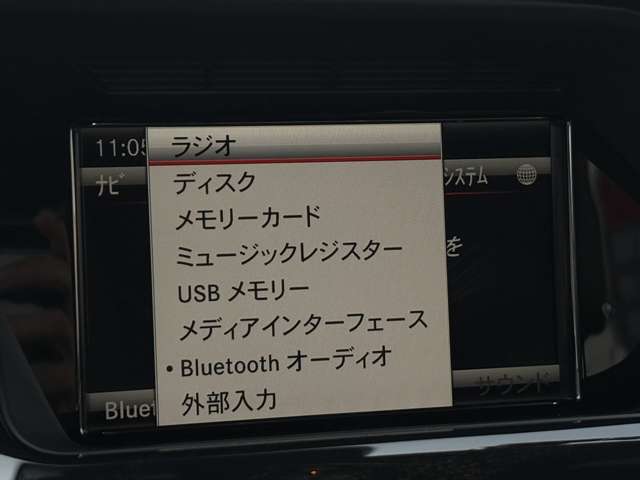 11:05
ラジオ
ナビ
システム
ディスク
メモリーカード
ミュージックレジスター
を
USB メモリー
メディアインターフェース
•Bluetooth オーディオ
サウンド
外部入力